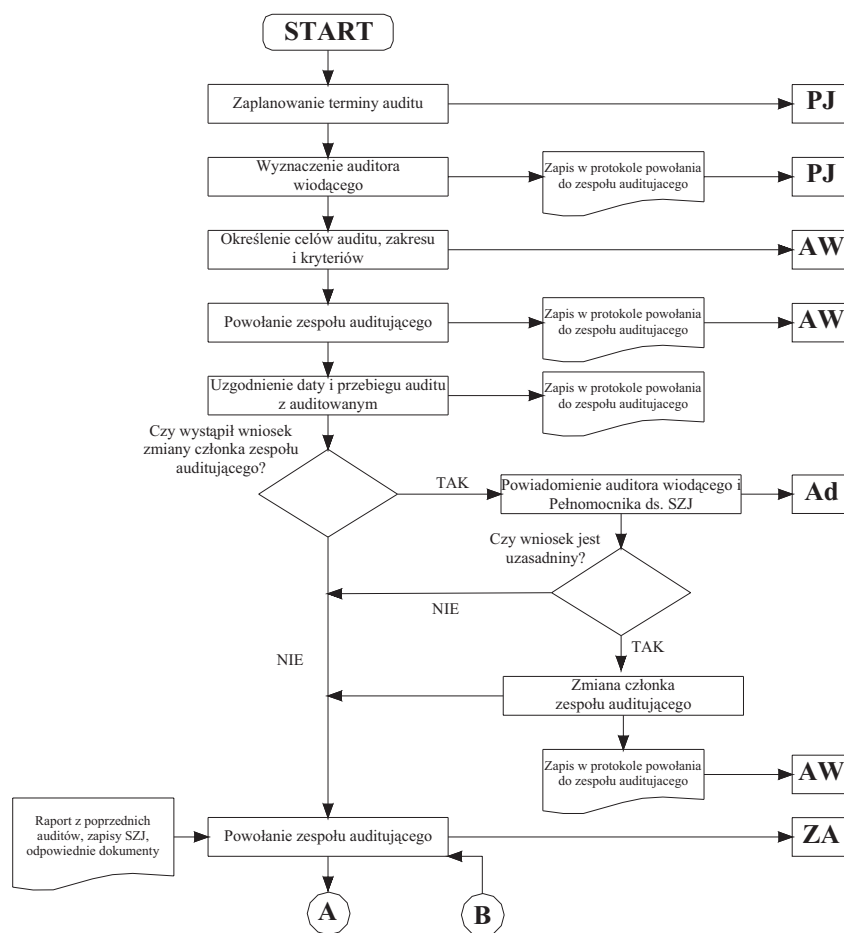 START
Zaplanowanie terminy auditu
PJ
Wyznaczenie auditora
wiodącego
Zapis w protokole powołania
do zespołu auditujacego
PJ
Określenie celów auditu, zakresu
i kryteriów
AW
Powołanie zespołu auditującego
Zapis w protokole powołania
do zespołu auditujacego
AW
Uzgodnienie daty i przebiegu auditu
z auditowanym
Zapis w protokole powołania
do zespołu auditujacego
Czy wystąpił wniosek
zmiany członka zespołu
auditującego?
TAK
Powiadomienie auditora wiodącego i
Pełnomocnika ds. SZJ
Ad
Czy wniosek jest
uzasadniny?
NIE
TAK
NIE
Zmiana członka
zespołu auditującego
Zapis w protokole powołania
do zespołu auditujacego
AW
Raport z poprzednich
auditów, zapisy SZJ,
odpowiednie dokumenty
Powołanie zespołu auditującego
ZA
A
B